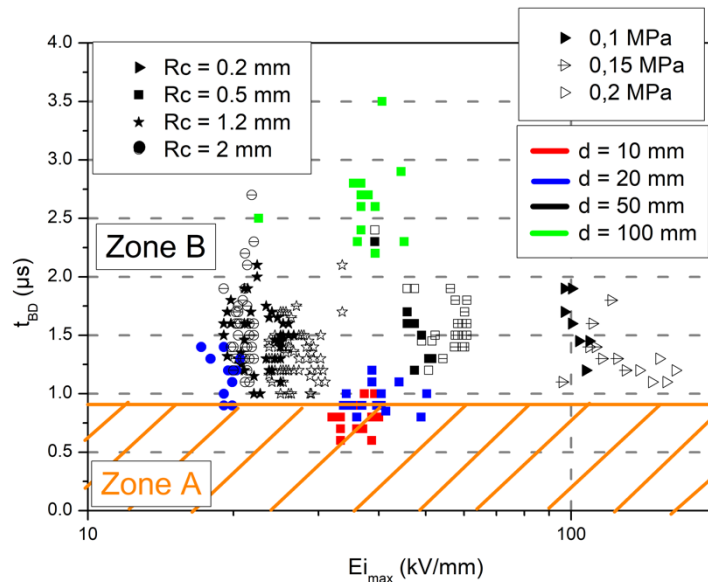 4.0
3.5
3.0
2.5
2.0
1.5
1.0
0.5
0.0
t_BD (µs)
Rc = 0.2 mm
Rc = 0.5 mm
Rc = 1.2 mm
Rc = 2 mm
0,1 MPa
0,15 MPa
0,2 MPa
d = 10 mm
d = 20 mm
d = 50 mm
d = 100 mm
Zone B
Zone A
10
100
Ei_max (kV/mm)